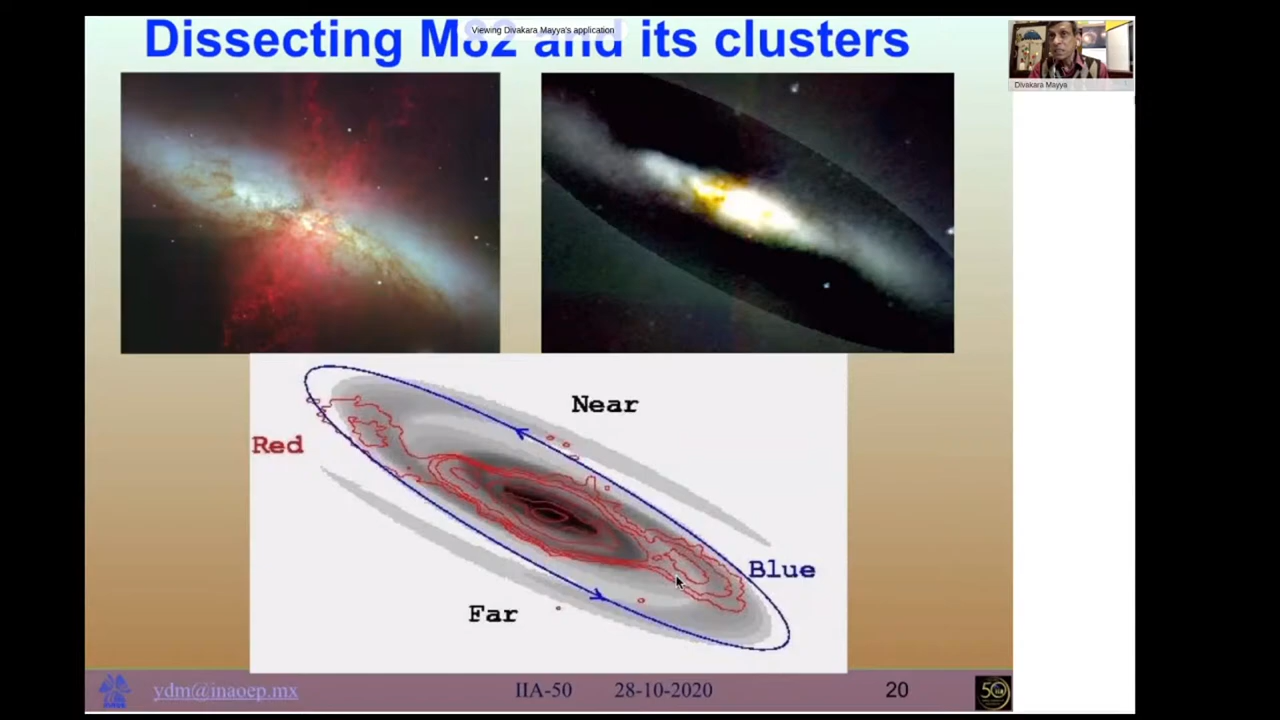 Dissecting M82 and its clusters
Viewing Divakara Mayya's application
Divakara Mayya
Near
Red
Blue
Far
ydm@inaoep.mx
IIA-50 28-10-2020
20
50